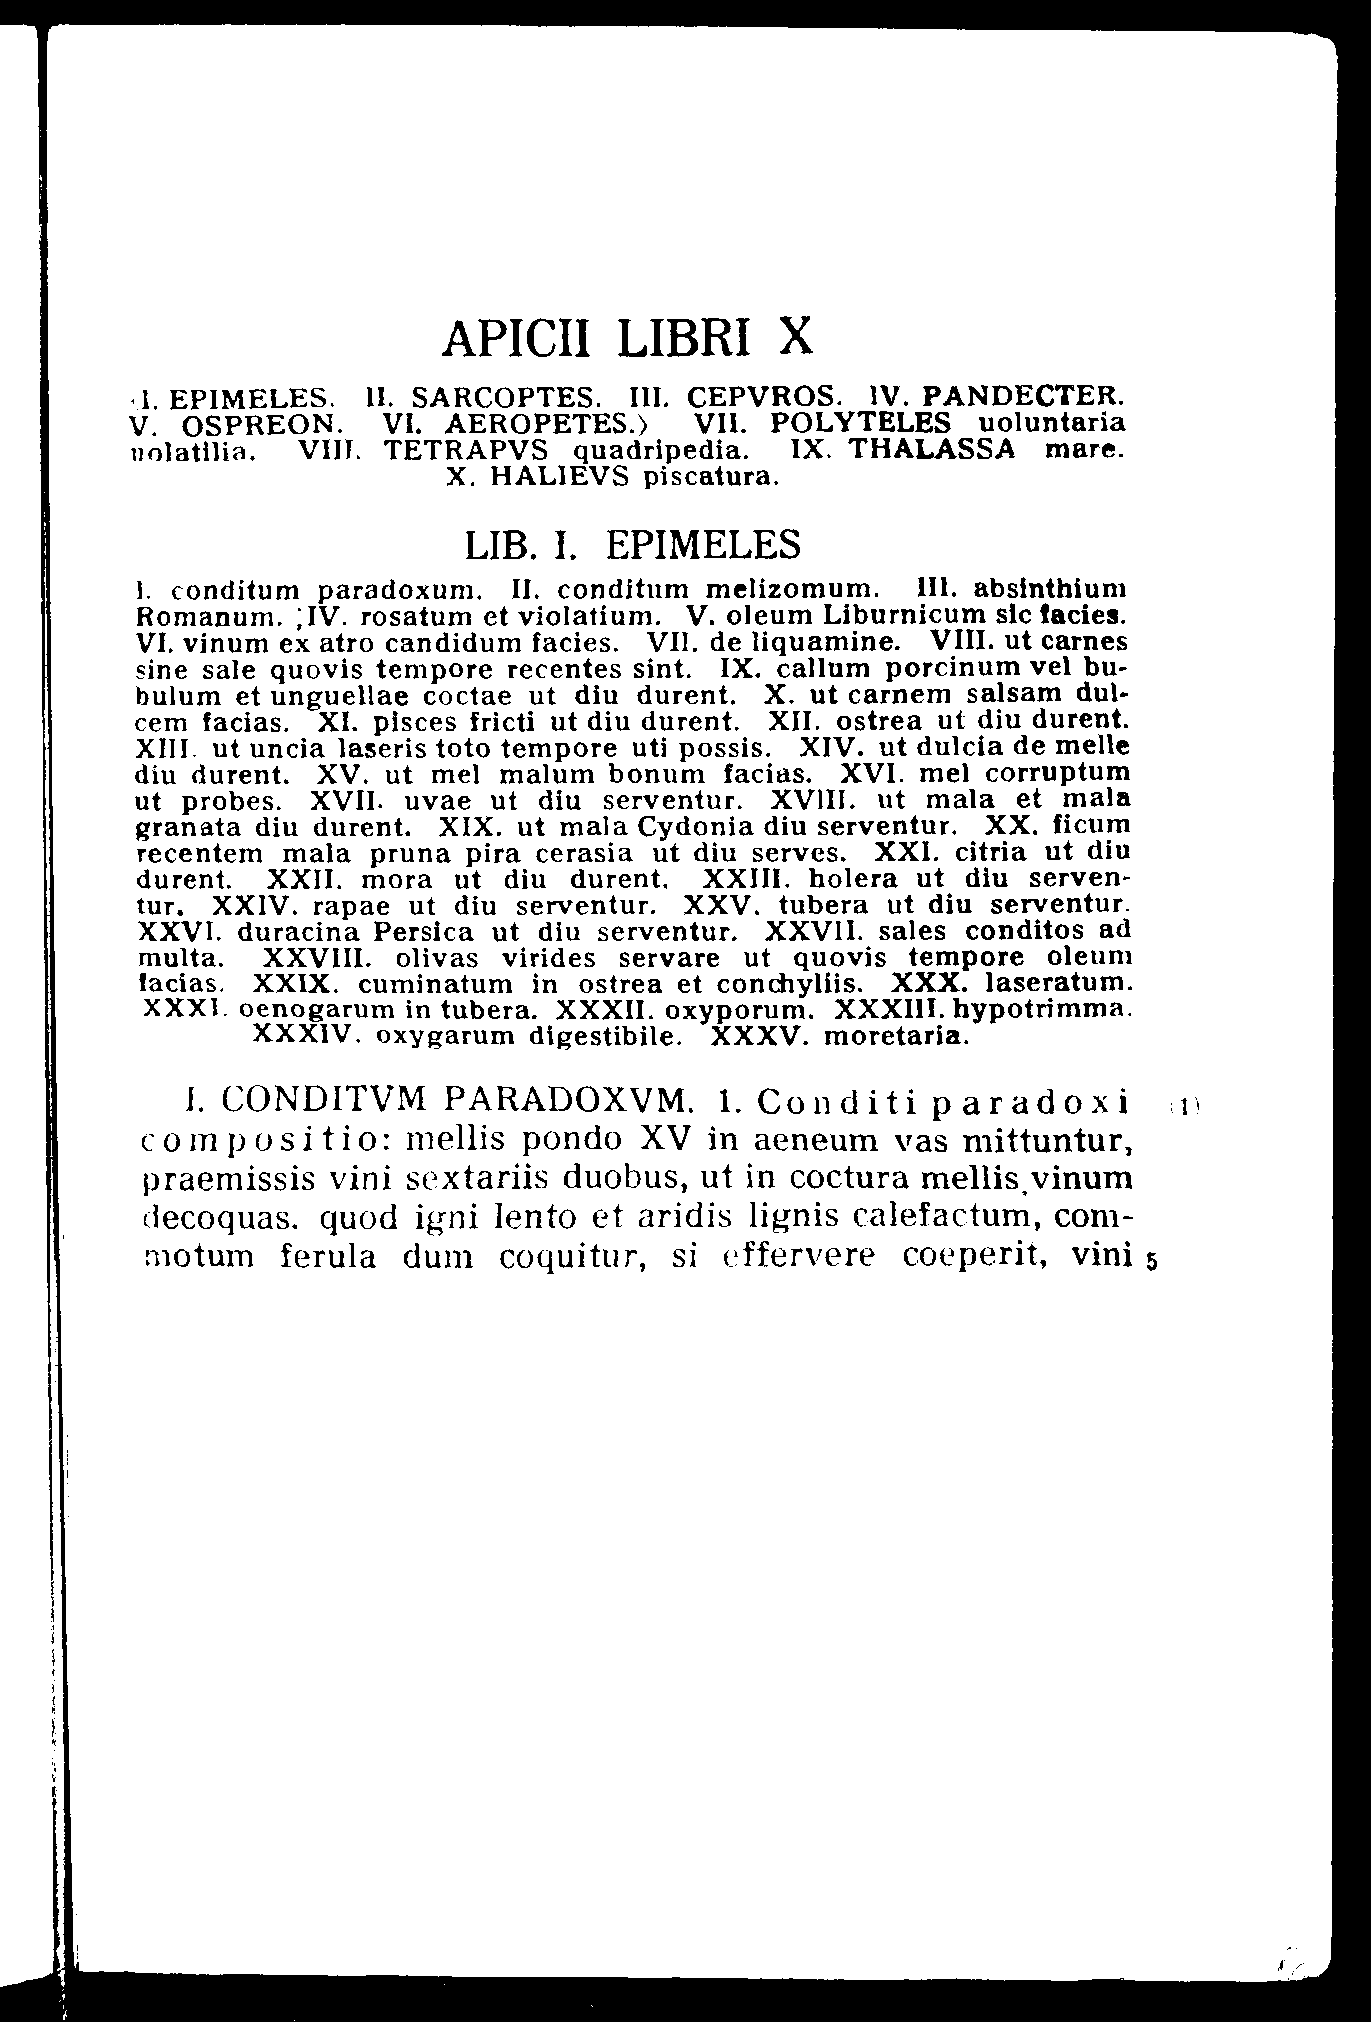 APICII LIBRI X
‹I. EPIMELES. II. SARCOPTES. III. CEPVROS. IV. PANDECTER.
V. OSPREON. VI. AEROPETES.› VII. POLYTELES uoluntaria
uolatilia. VIII. TETRAPVS quadripedia. IX. THALASSA mare.
X. HALIEVS piscatura.
LIB. I. EPIMELES
I. conditum paradoxum. II. conditum melizomum. III. absinthium
Romanum. IV. rosatum et violatium. V. oleum Liburnicum sic facies.
VI. vinum ex atro candidum facies. VII. de liquamine. VIII. ut carnes
sine sale quovis tempore recentes sint. IX. callum porcinum vel bu-
bulum et unguellae coctae ut diu durent. X. ut carnem salsam dul-
cem facias. XI. pisces fricti ut diu durent. XII. ostrea ut diu durent.
XIII. ut uncia laseris toto tempore uti possis. XIV. ut dulcia de melle
diu durent. XV. ut mel malum bonum facias. XVI. mel corruptum
ut probes. XVII. uvae ut diu serventur. XVIII. ut mala et mala
granata diu durent. XIX. ut mala Cydonia diu serventur. XX. ficum
recentem mala pruna pira cerasia ut diu serves. XXI. citria ut diu
durent. XXII. mora ut diu durent. XXIII. holera ut diu serven-
tur. XXIV. rapae ut diu serventur. XXV. tubera ut diu serventur.
XXVI. duracina Persica ut diu serventur. XXVII. sales conditos ad
multa. XXVIII. olivas virides servare ut quovis tempore oleum
facias. XXIX. cuminatum in ostrea et conchyliis. XXX. laseratum.
XXXI. oenogarum in tubera. XXXII. oxyporum. XXXIII. hypotrimma.
XXXIV. oxygarum digestibile. XXXV. moretaria.
I. CONDITVM PARADOXVM. 1. Conditi paradoxi (1)
compositio: mellis pondo XV in aeneum vas mittuntur,
praemissis vini sextariis duobus, ut in coctura mellis vinum
decoquas. quod igni lento et aridis lignis calefactum, com-
motum ferula dum coquitur, si effervere coeperit, vini 5